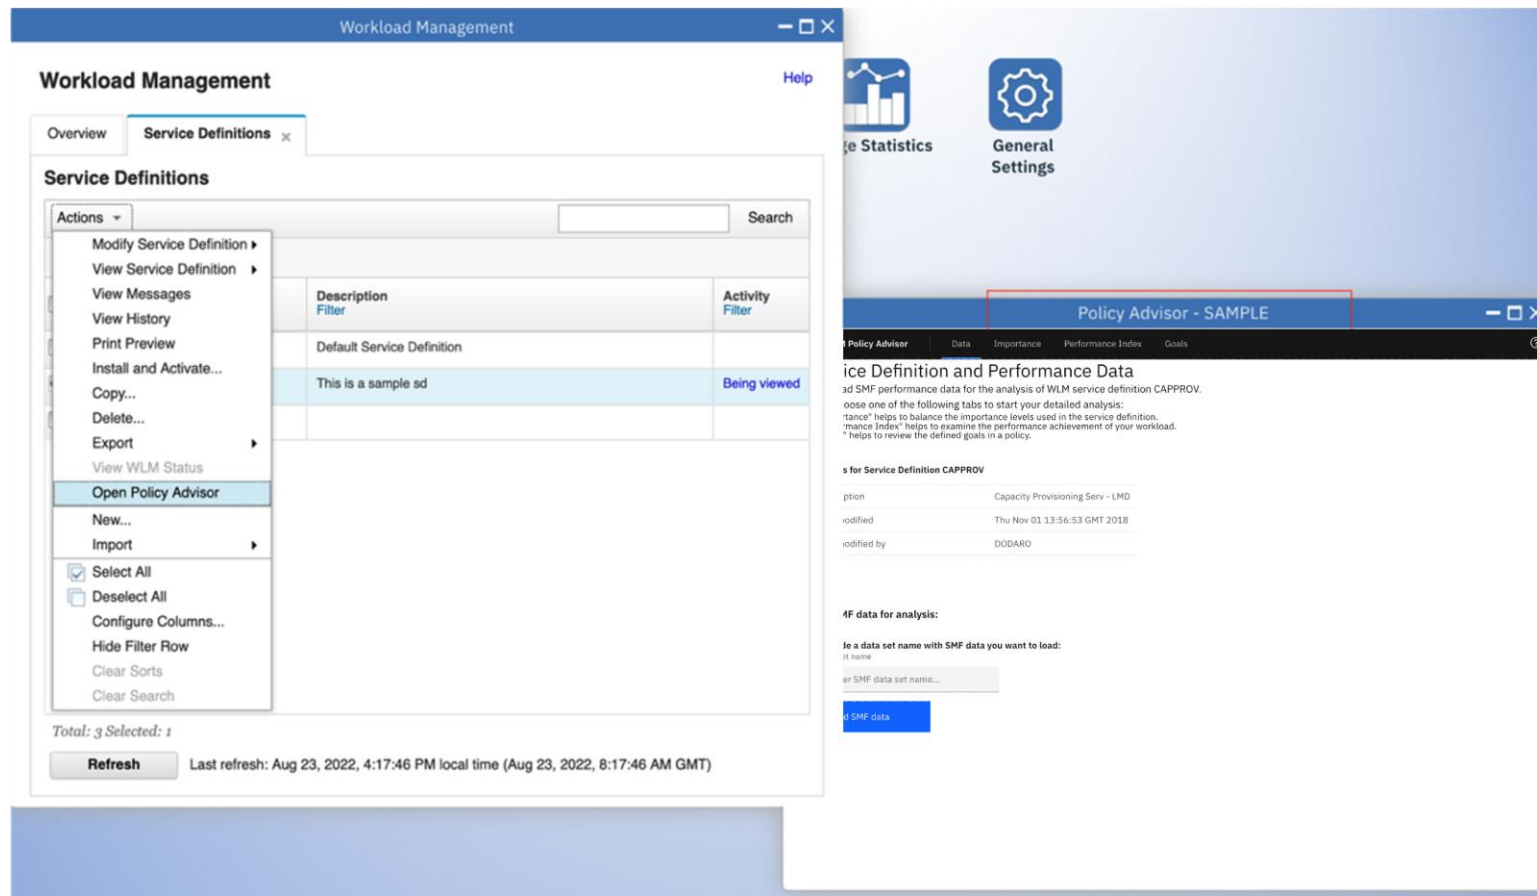 Workload Management
Workload Management
Help
Overview
Service Definitions
Service Definitions
Actions
Search
Modify Service Definition
View Service Definition
View Messages
View History
Print Preview
Install and Activate...
Copy...
Delete...
Export
View WLM Status
Open Policy Advisor
New...
Import
Select All
Deselect All
Configure Columns...
Hide Filter Row
Clear Sorts
Clear Search
Description
Filter
Activity
Filter
Default Service Definition
This is a sample sd
Being viewed
Total: 3 Selected: 1
Refresh
Last refresh: Aug 23, 2022, 4:17:46 PM local time (Aug 23, 2022, 8:17:46 AM GMT)
Statistics
General
Settings
Policy Advisor - SAMPLE
Policy Advisor
Data
Importance
Performance Index
Goals
Definition and Performance Data
SMF performance data for the analysis of WLM service definition CAPPROV.
one of the following tabs to start your detailed analysis:
helps to balance the importance levels used in the service definition.
Index" helps to examine the performance achievement of your workload.
" helps to review the defined goals in a policy.
for Service Definition CAPPROV
Capacity Provisioning Serv - LMD
Thu Nov 01 13:56:53 GMT 2018
by
DODARO
data for analysis:
a data set name with SMF data you want to load:
name
SMF data set name...
SMF data